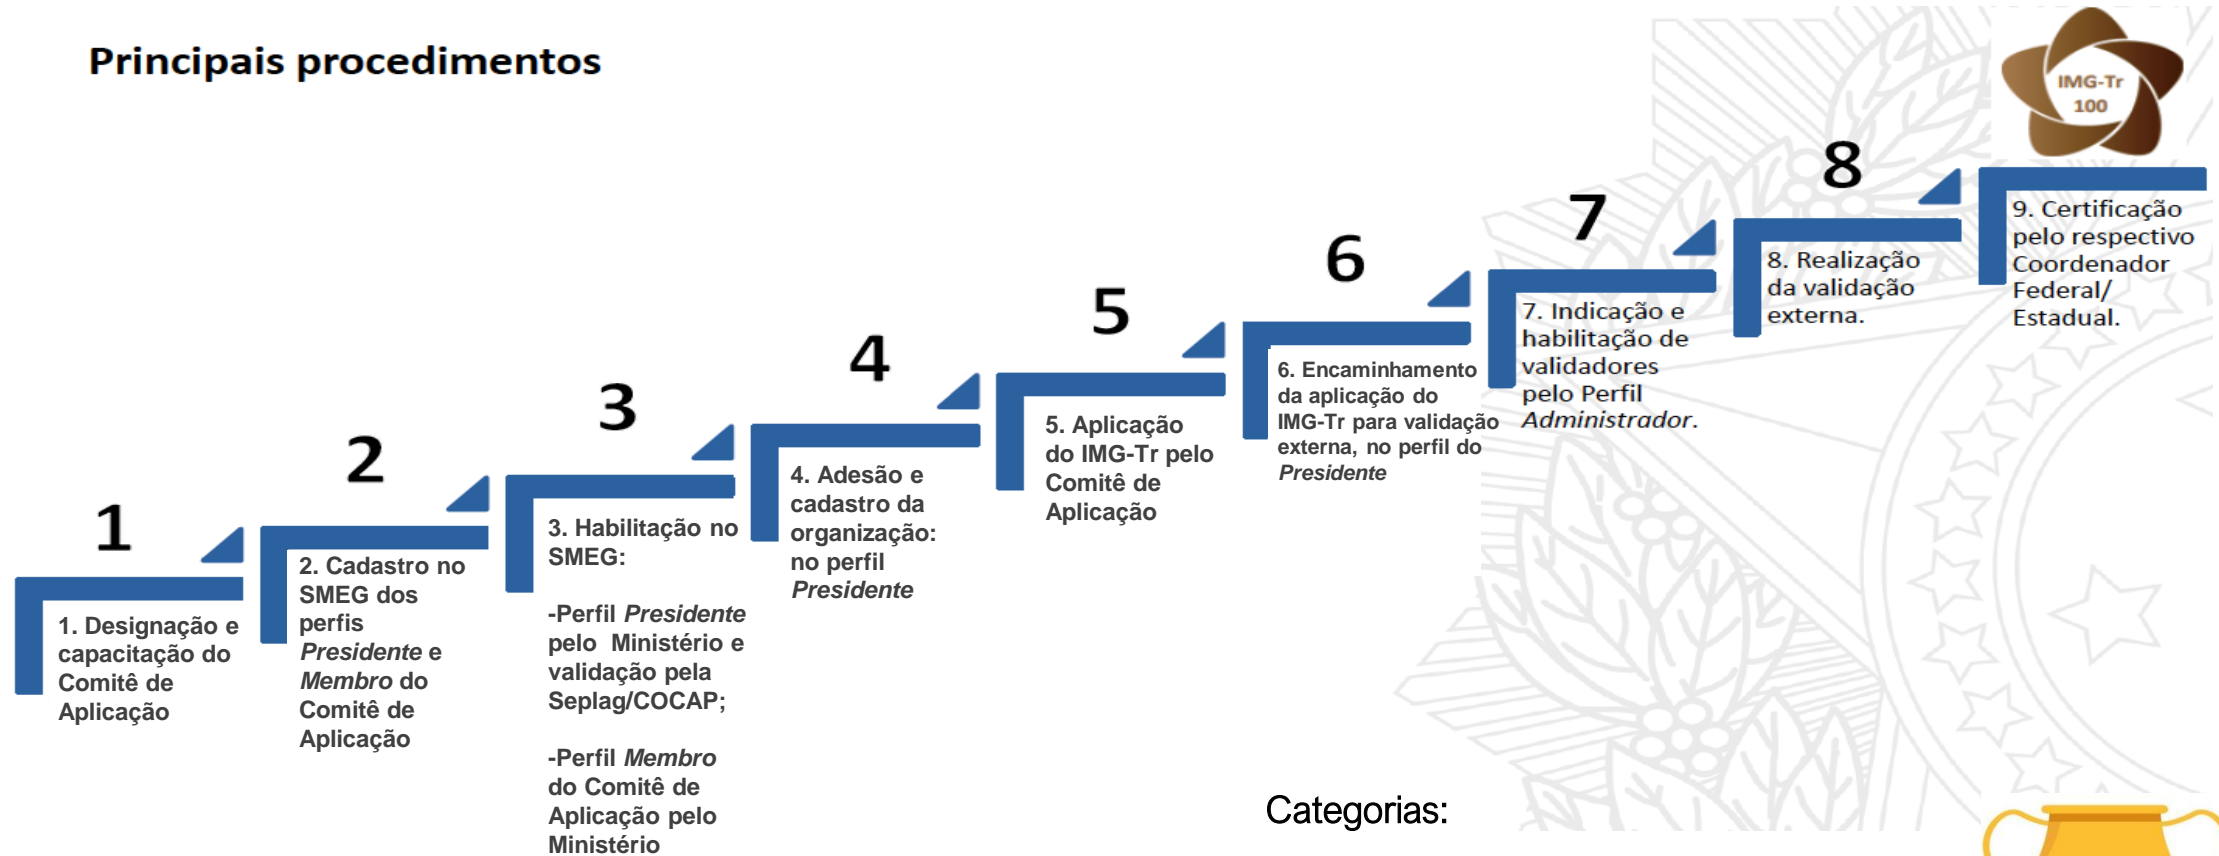 Principais procedimentos
1
1. Designação e
capacitação do
Comitê de
Aplicação
2
2. Cadastro no
SMEG dos
perfis
Presidente e
Membro do
Comitê de
Aplicação
3
3. Habilitação no
SMEG:
-Perfil Presidente
pelo Ministério e
validação pela
Seplag/COCAP;
-Perfil Membro
do Comitê de
Aplicação pelo
Ministério
4
4. Adesão e
cadastro da
organização:
no perfil
Presidente
5
5. Aplicação
do IMG-Tr pelo
Comitê de
Aplicação
6
6. Encaminhamento
da aplicação do
IMG-Tr para validação
externa, no perfil do
Presidente
7
7. Indicação e
habilitação de
validadores
pelo Perfil
Administrador.
8
8. Realização
da validação
externa.
IMG-Tr
100
9. Certificação
pelo respectivo
Coordenador
Federal/
Estadual.
Categorias: